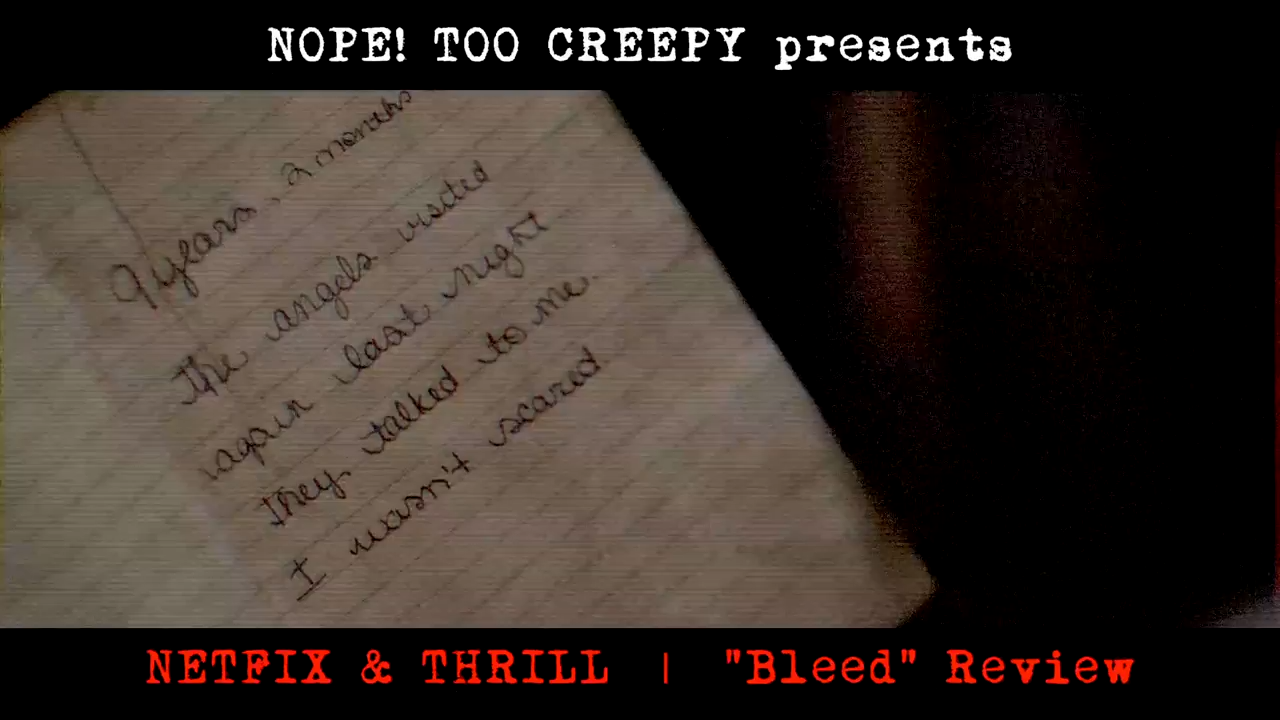 NOPE! TOO CREEPY presents
9 years, 2 months
The angels visited
again last night
They talked to me.
I wasn't scared
NETFIX & THRILL | "Bleed" Review